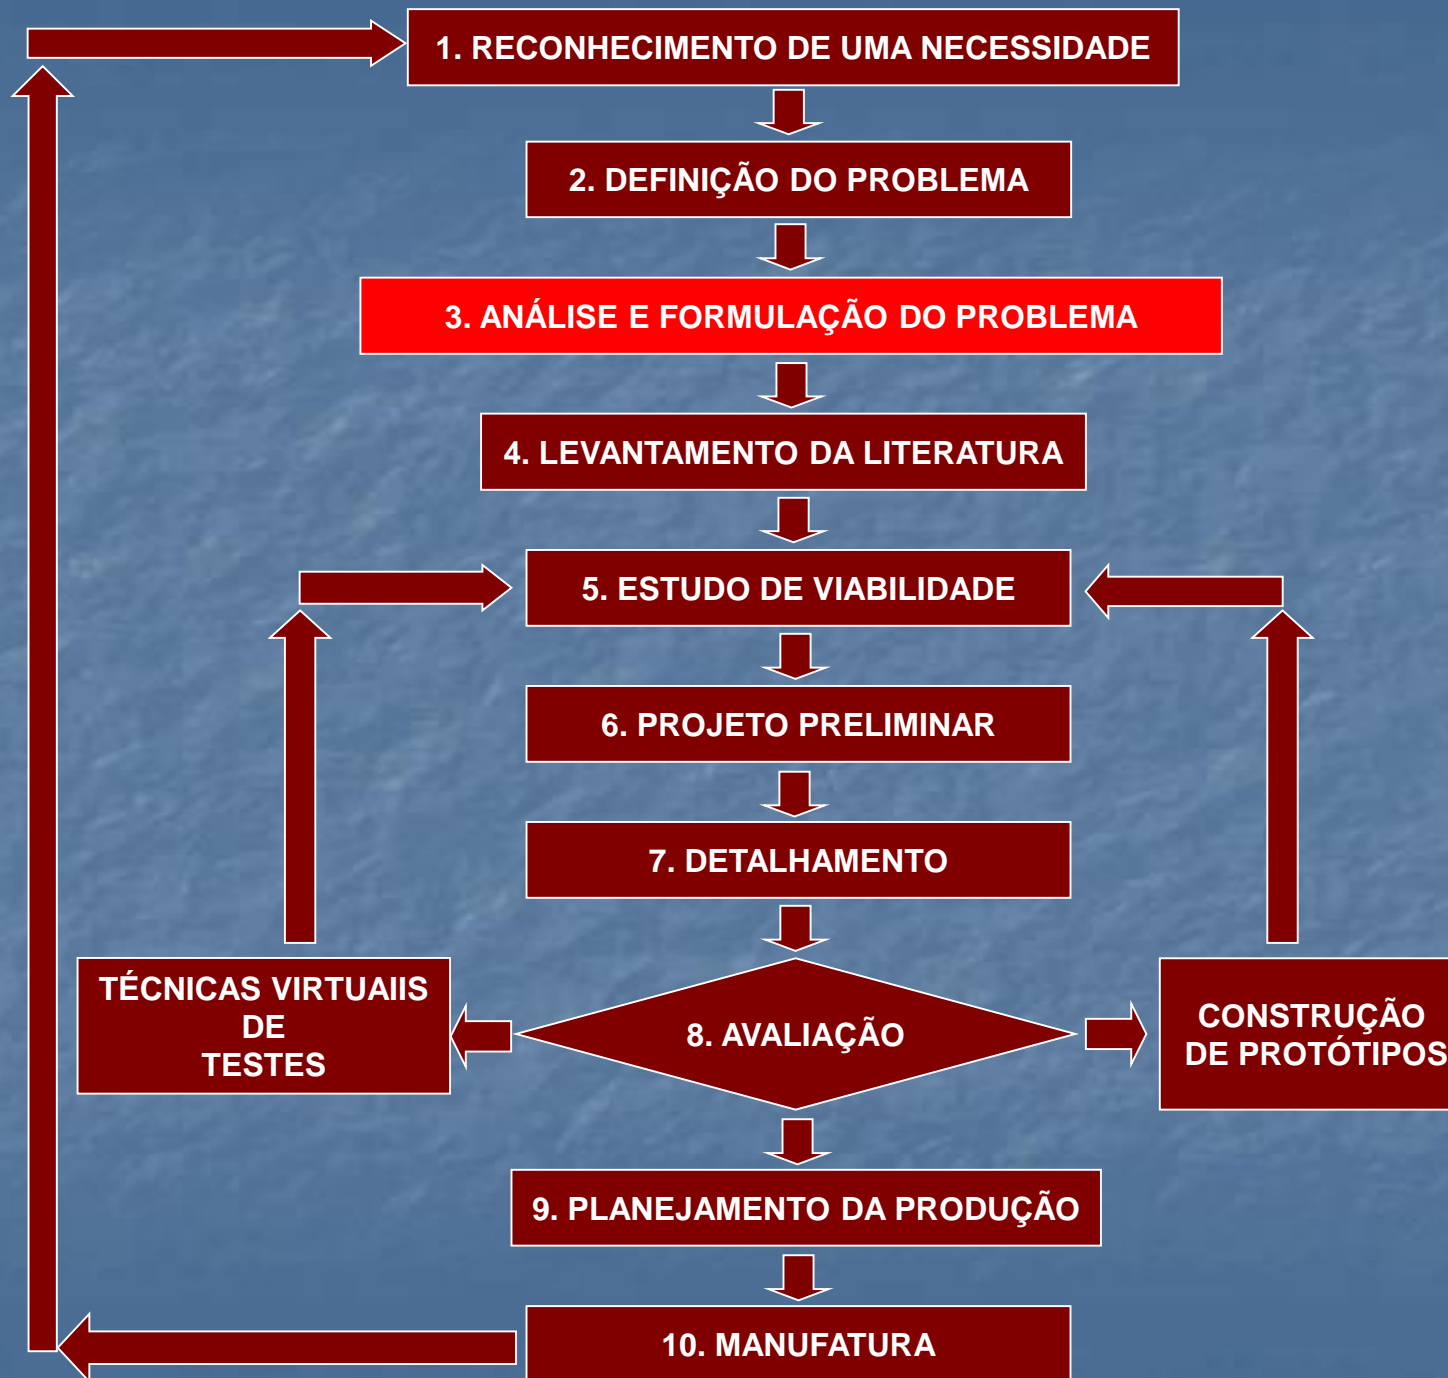 1. RECONHECIMENTO DE UMA NECESSIDADE
2. DEFINIÇÃO DO PROBLEMA
3. ANÁLISE E FORMULAÇÃO DO PROBLEMA
4. LEVANTAMENTO DA LITERATURA
5. ESTUDO DE VIABILIDADE
6. PROJETO PRELIMINAR
7. DETALHAMENTO
TÉCNICAS VIRTUAIIS
DE
TESTES
8. AVALIAÇÃO
CONSTRUÇÃO
DE PROTÓTIPOS
9. PLANEJAMENTO DA PRODUÇÃO
10. MANUFATURA